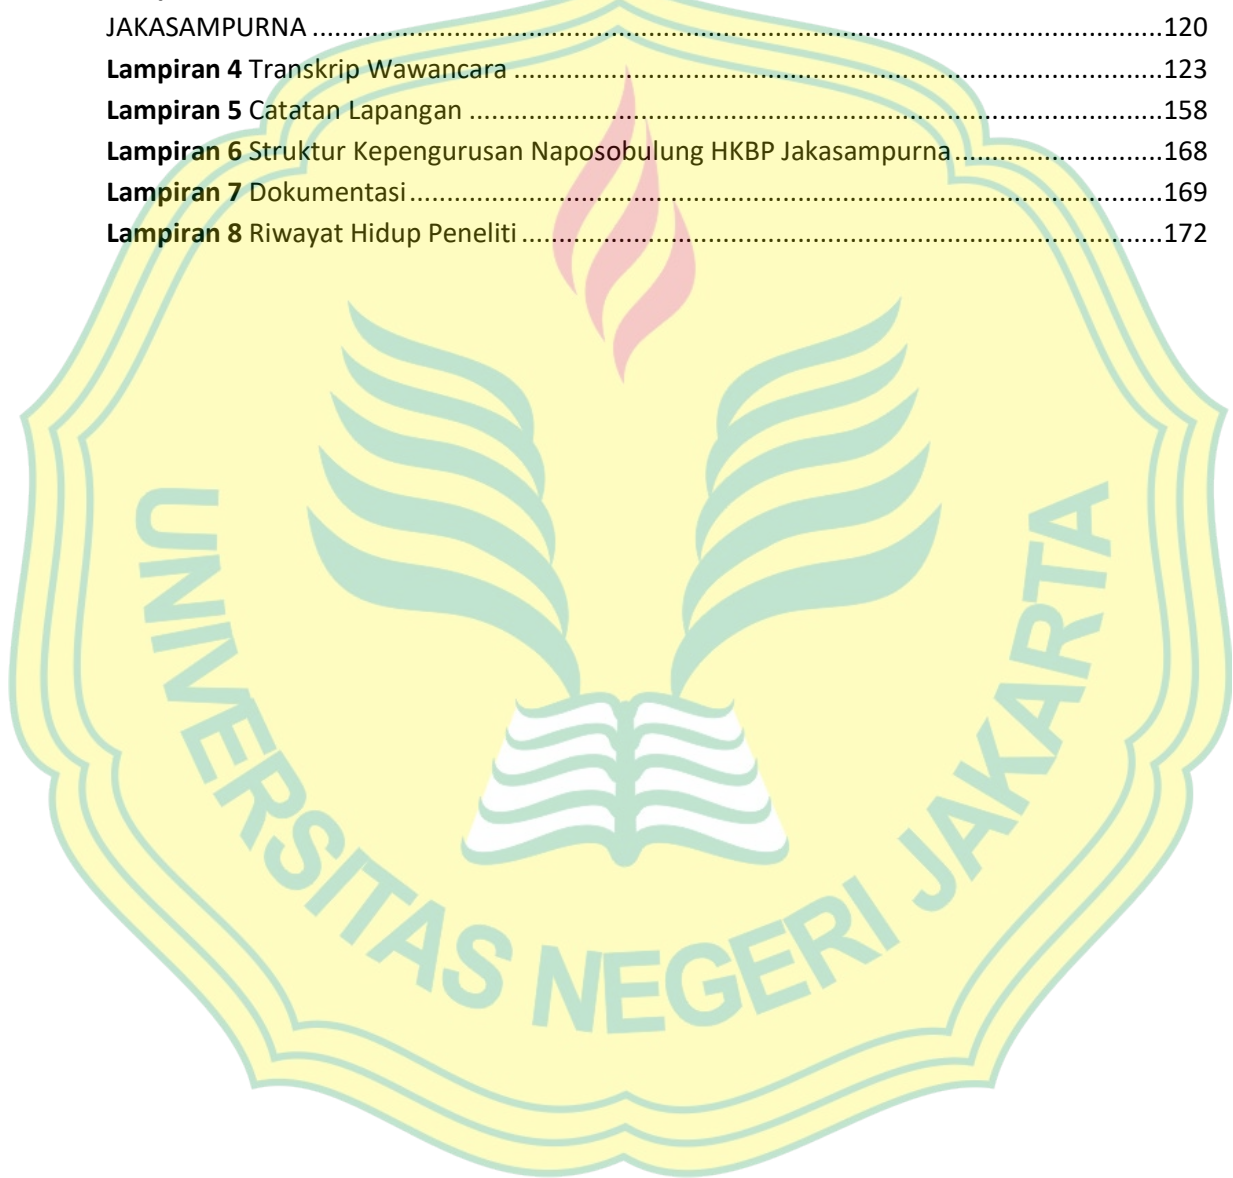 JAKASAMPURNA ........................................................................................................................120
Lampiran 4 Transkrip Wawancara ..............................................................................................123
Lampiran 5 Catatan Lapangan ....................................................................................................158
Lampiran 6 Struktur Kepengurusan Naposobulung HKBP Jakasampurna ..............................168
Lampiran 7 Dokumentasi ............................................................................................................169
Lampiran 8 Riwayat Hidup Peneliti .............................................................................................172
UNIVERSITAS NEGERI JAKARTA